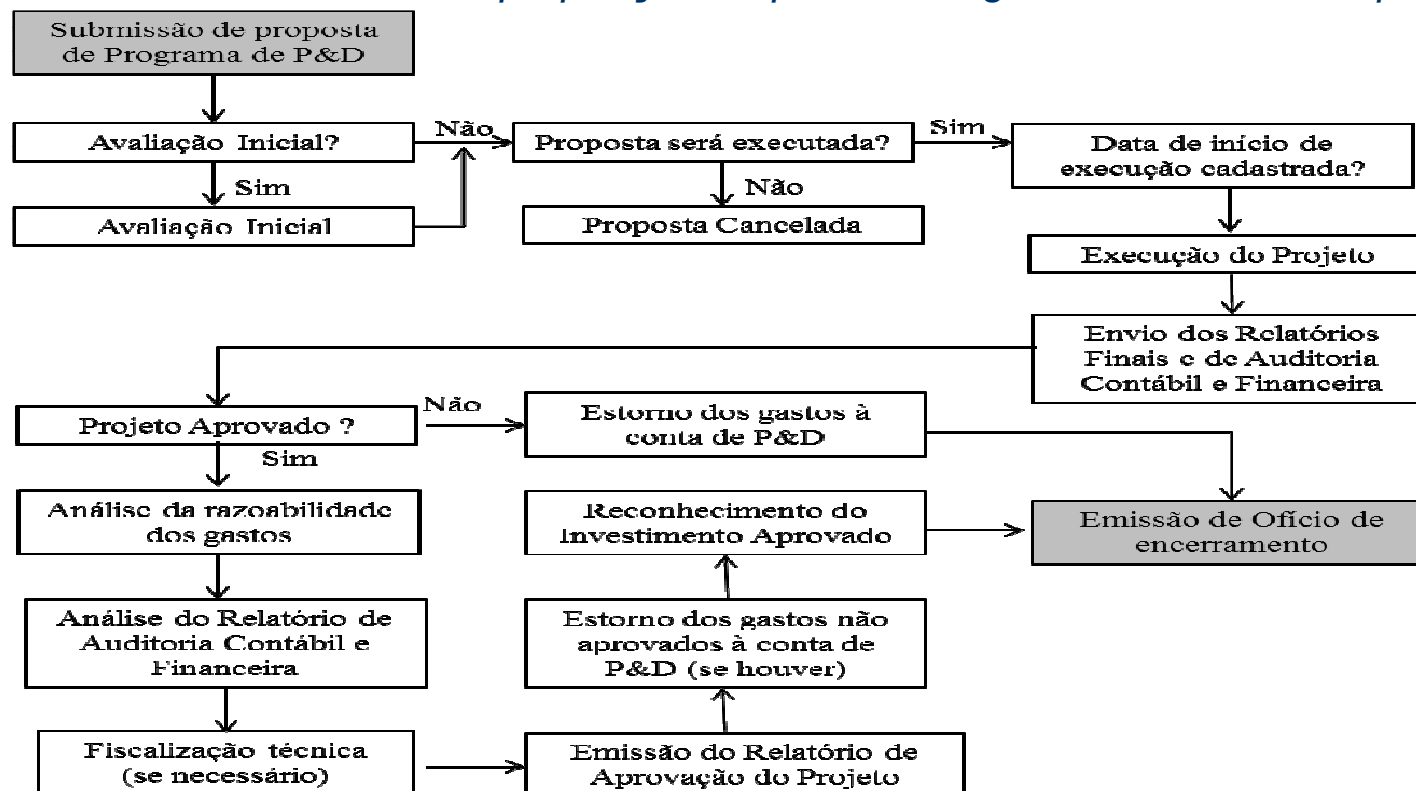 Submissão de proposta
de Programa de P&D
Avaliação Inicial?
Não
Proposta será executada?
Sim
Data de início de
execução cadastrada?
Sim
Não
Avaliação Inicial
Proposta Cancelada
Execução do Projeto
Envio dos Relatórios
Finais e de Auditoria
Contábil e Financeira
Projeto Aprovado ?
Não
Estorno dos gastos à
conta de P&D
Sim
Análise da razoabilidade
dos gastos
Reconhecimento do
Investimento Aprovado
Emissão de Ofício de
encerramento
Análise do Relatório de
Auditoria Contábil e
Financeira
Estorno dos gastos não
aprovados à conta de
P&D (se houver)
Fiscalização técnica
(se necessário)
Emissão do Relatório de
Aprovação do Projeto